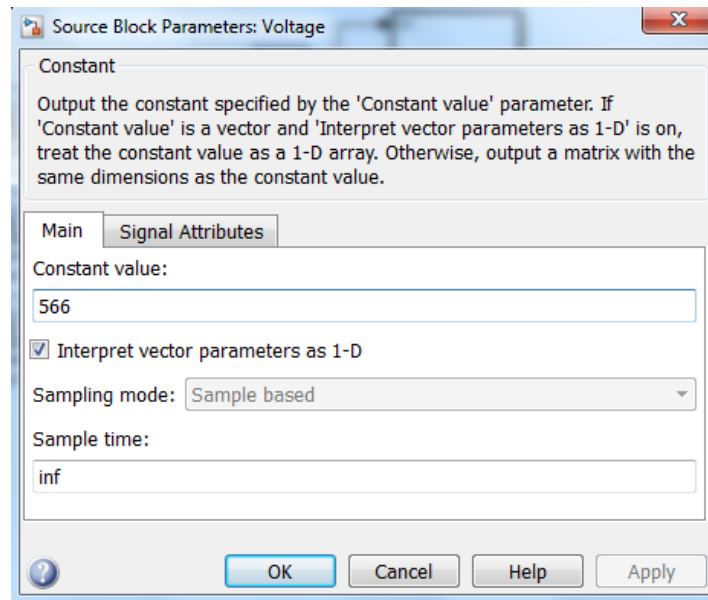 Source Block Parameters: Voltage
Constant
Output the constant specified by the 'Constant value' parameter. If
'Constant value' is a vector and 'Interpret vector parameters as 1-D' is on,
treat the constant value as a 1-D array. Otherwise, output a matrix with the
same dimensions as the constant value.
Main Signal Attributes
Constant value:
566
Interpret vector parameters as 1-D
Sampling mode: Sample based
Sample time:
inf
OK Cancel Help Apply